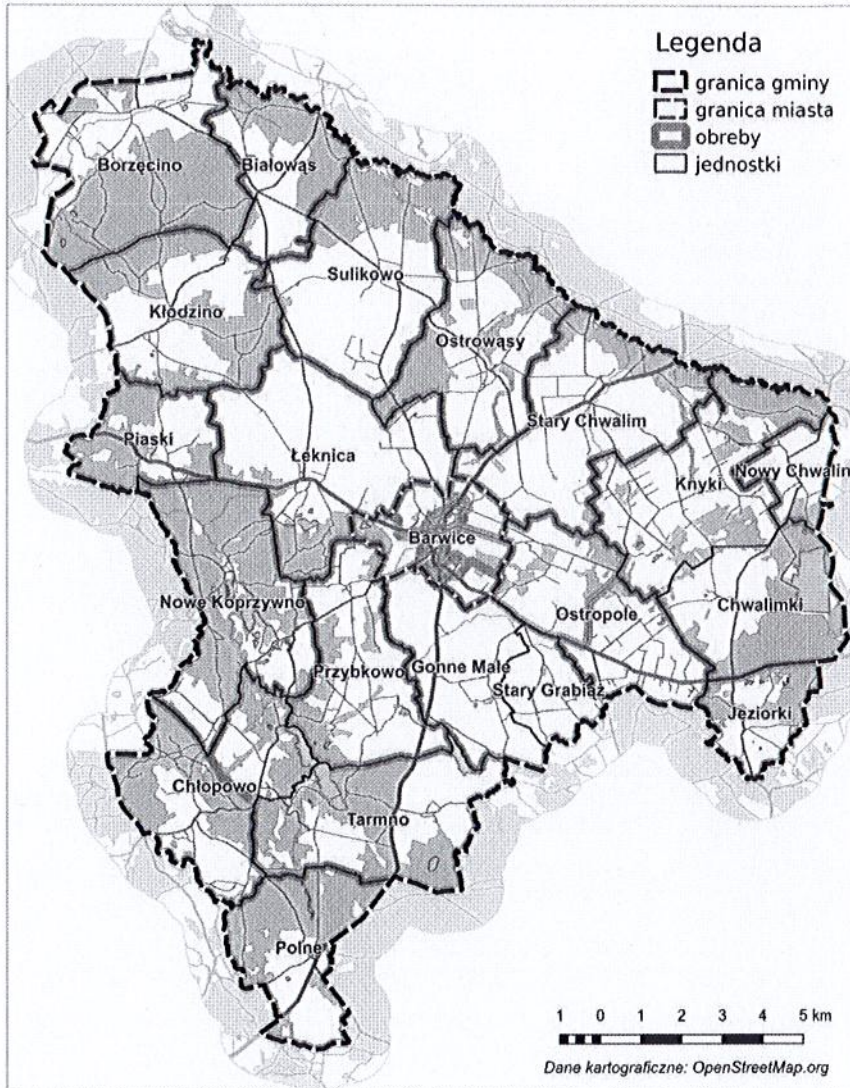 Legenda
granica gminy
granica miasta
obreby
jednostki
Borzęcino
Białowąs
Sulikowo
Kłodzino
Ostrowąsy
Stary Chwalim
Piaski
Łeknica
Knyki
Nowy Chwalin
Barwice
Nowe Koprzywno
Ostropole
Chwalimki
Przybkowo
Gonne Małe
Stary Grabiąż
Jeziorki
Chłopowo
Tarmno
Polne
1 0 1 2 3 4 5 km
Dane kartograficzne: OpenStreetMap.org